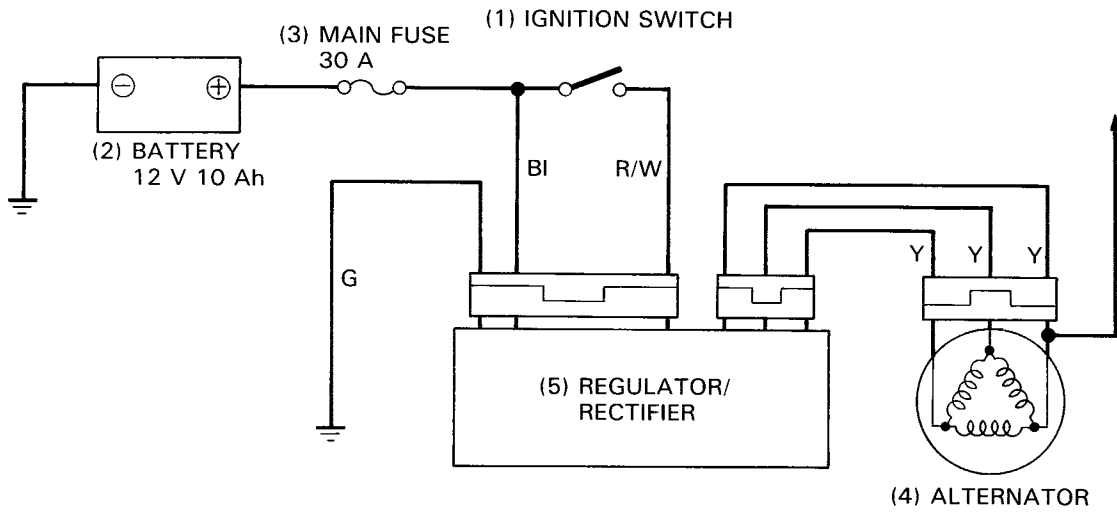 (1) IGNITION SWITCH
(3) MAIN FUSE
30 A
(2) BATTERY
12 V 10 Ah
Bl
R/W
G
Y
Y
Y
(5) REGULATOR/
RECTIFIER
(4) ALTERNATOR